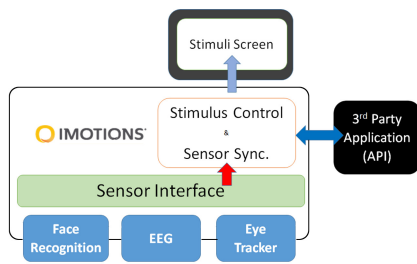 Stimuli Screen
IMOTIONS®
Stimulus Control
&
Sensor Sync.
3rd Party
Application
(API)
Sensor Interface
Face
Recognition
EEG
Eye
Tracker